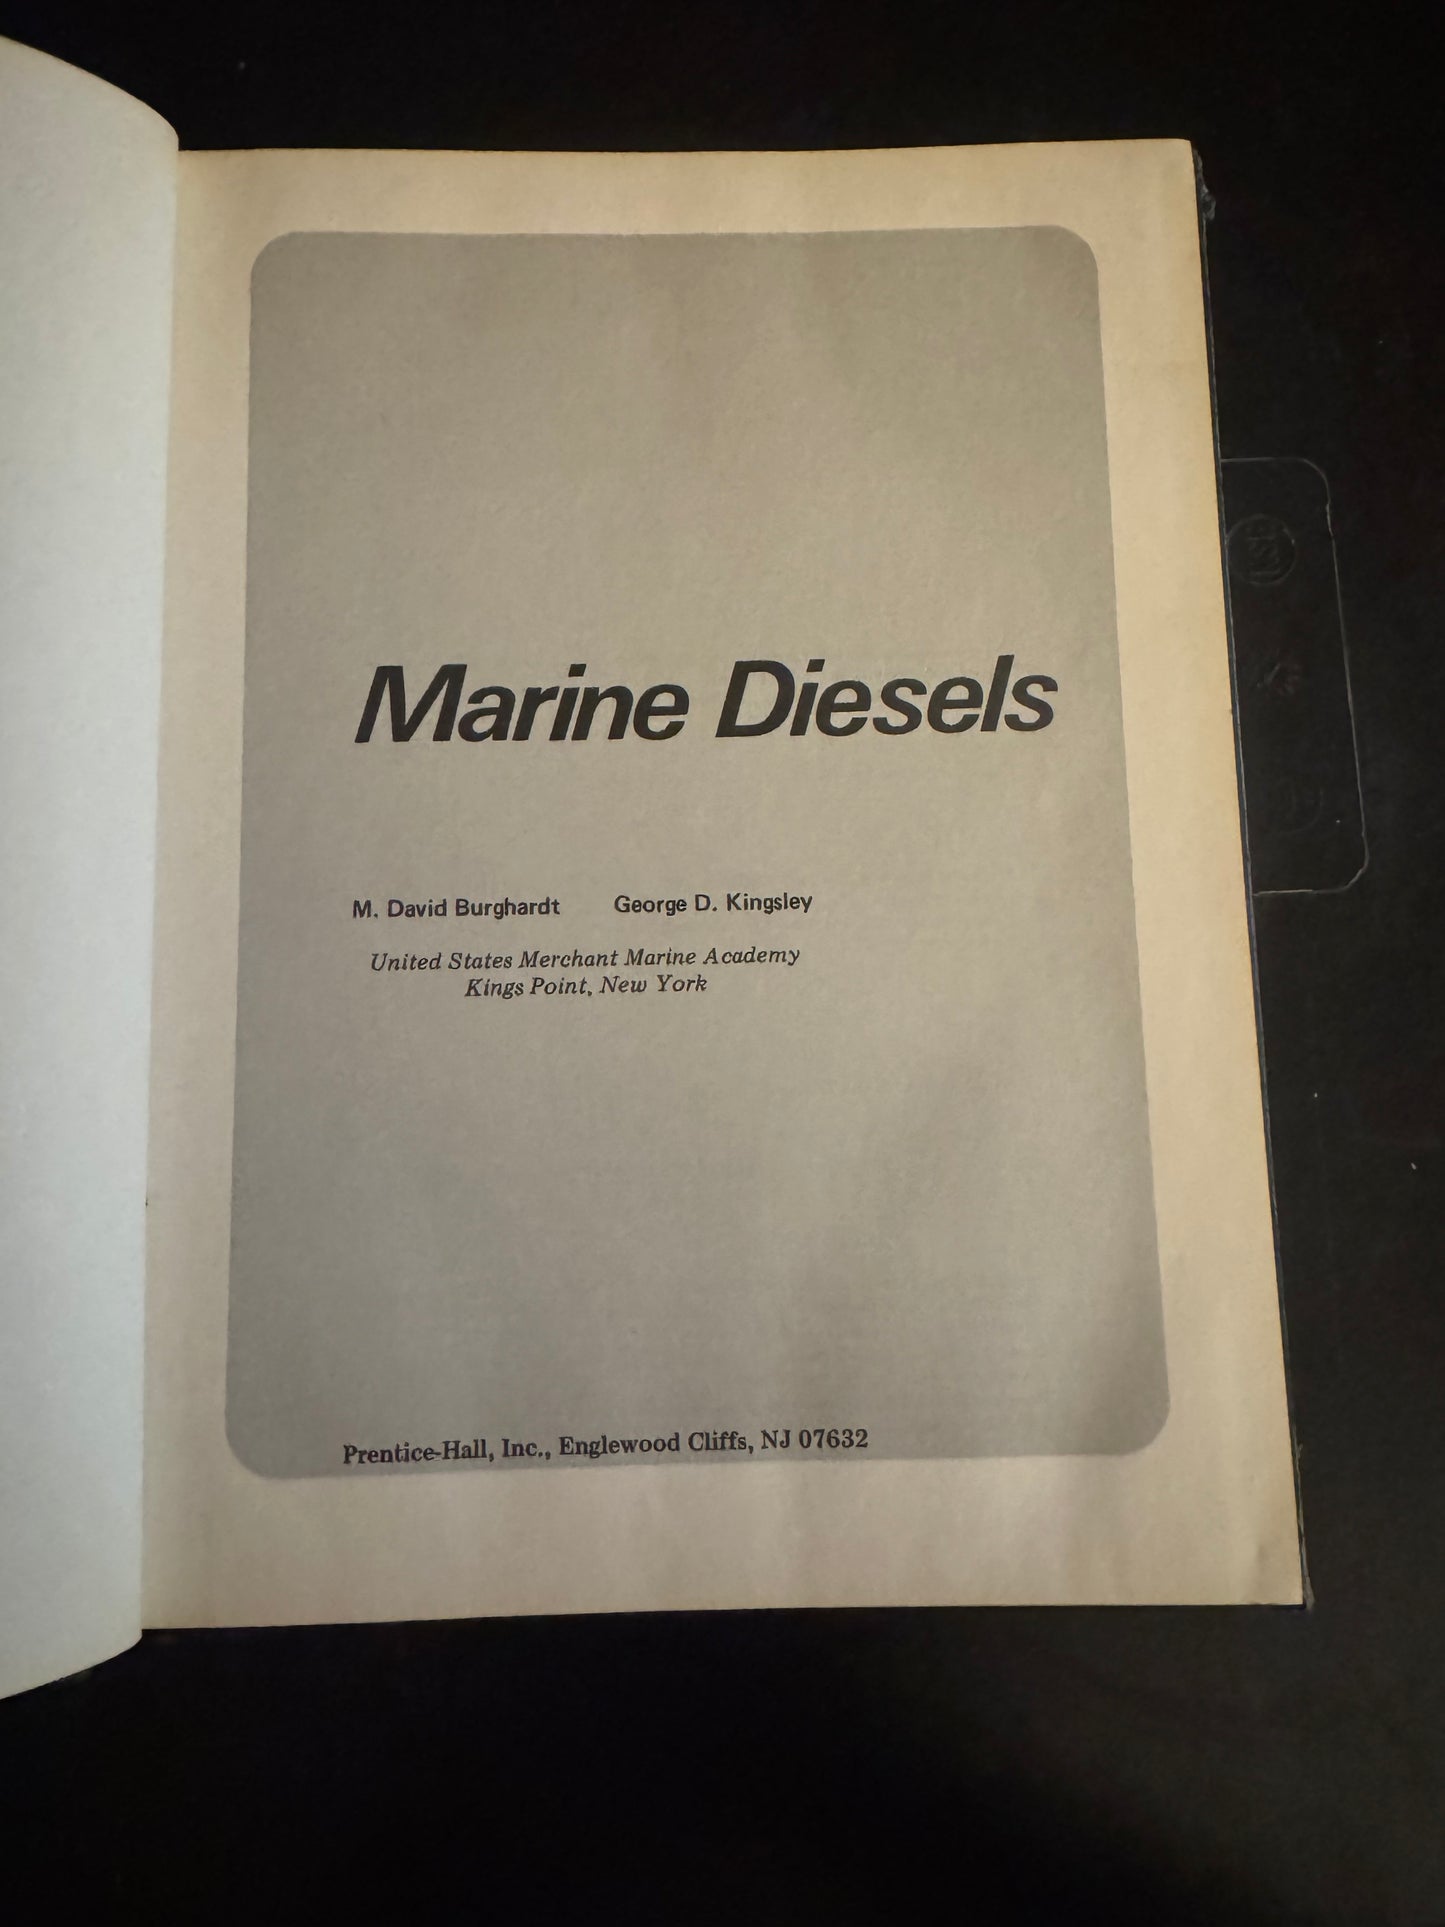 Marine Diesels
M. David Burghardt George D. Kingsley
United States Merchant Marine Academy
Kings Point, New York
Prentice-Hall, Inc., Englewood Cliffs, NJ 07632